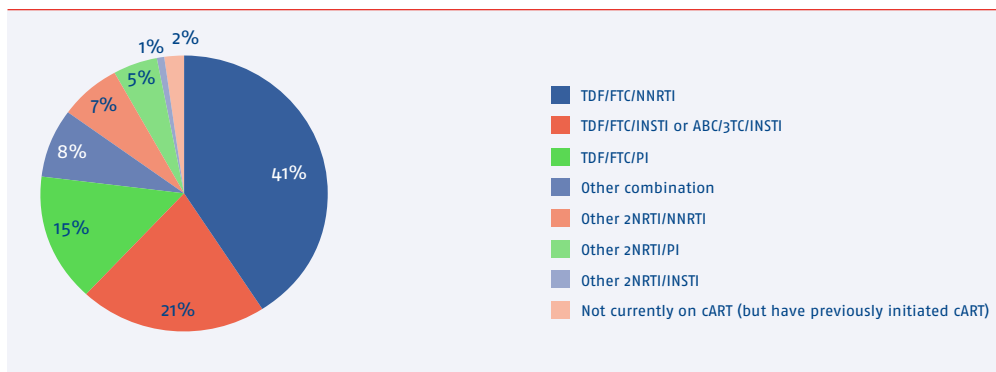 1%
2%
5%
7%
8%
41%
15%
21%
TDF/FTC/NNRTI
TDF/FTC/INSTI or ABC/3TC/INSTI
TDF/FTC/PI
Other combination
Other 2NRTI/NNRTI
Other 2NRTI/PI
Other 2NRTI/INSTI
Not currently on cART (but have previously initiated cART)